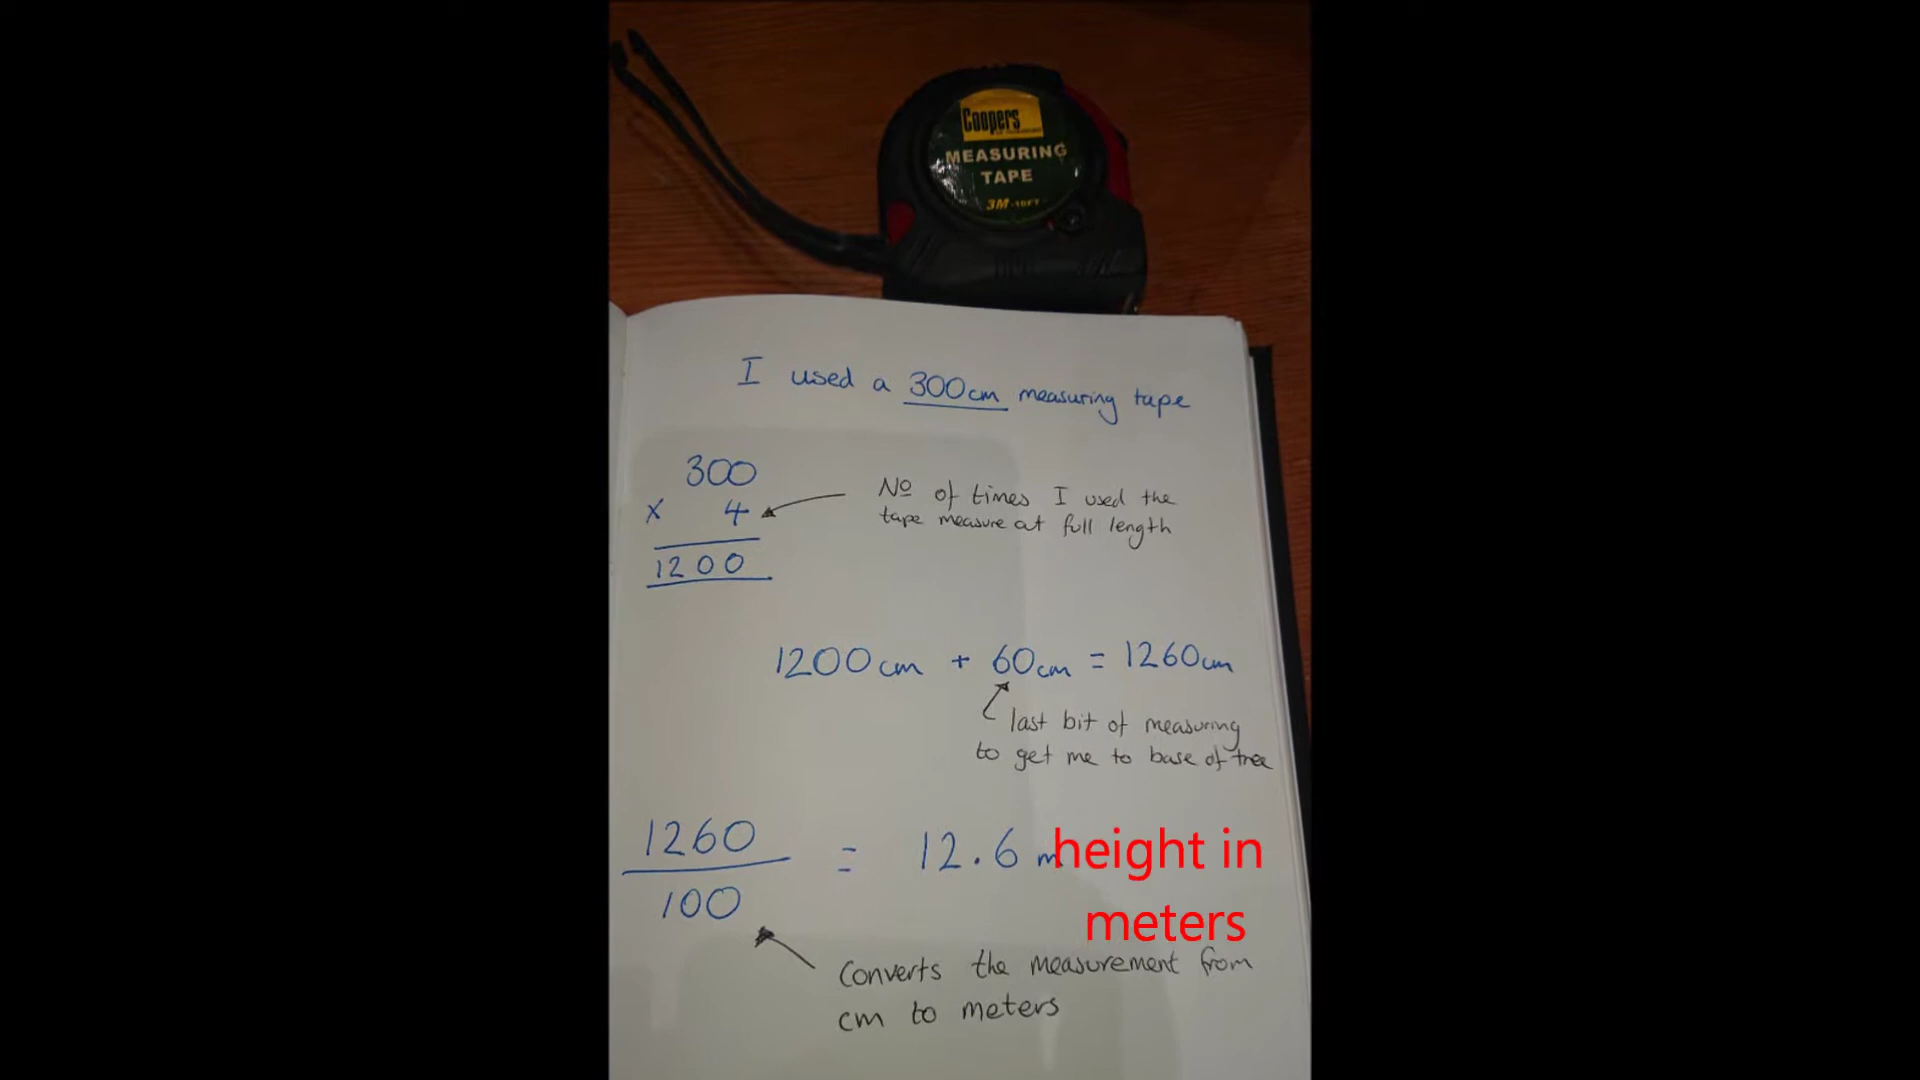 Coopers
MEASURING
TAPE
3M-10FT
I used a 300cm measuring tape
300
x 4
1200
No of times I used the
tape measure at full length
1200cm + 60cm = 1260cm
last bit of measuring
to get me to base of tree
1260
100
= 12.6 m
height in
meters
Converts the measurement from
cm to meters